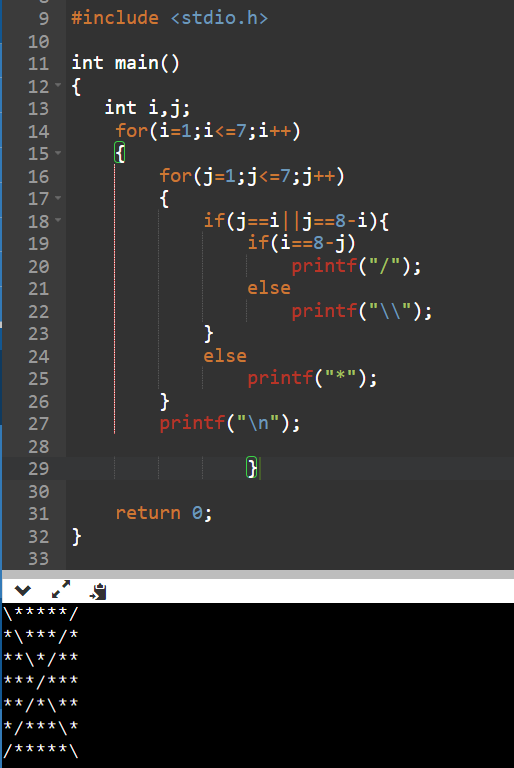 9 #include <stdio.h>
10
11 int main()
12 {
13    int i,j;
14     for(i=1;i<=7;i++)
15     {
16         for(j=1;j<=7;j++)
17         {
18             if(j==i||j==8-i){
19                 if(i==8-j)
20                     printf("/");
21                 else
22                     printf("\\");
23             }
24             else
25                 printf("*");
26         }
27         printf("\n");
28
29                 }
30
31     return 0;
32 }
33
\*****/
*\***/*
**\*/**
***/***
**/*\**
*/***\*
/*****\